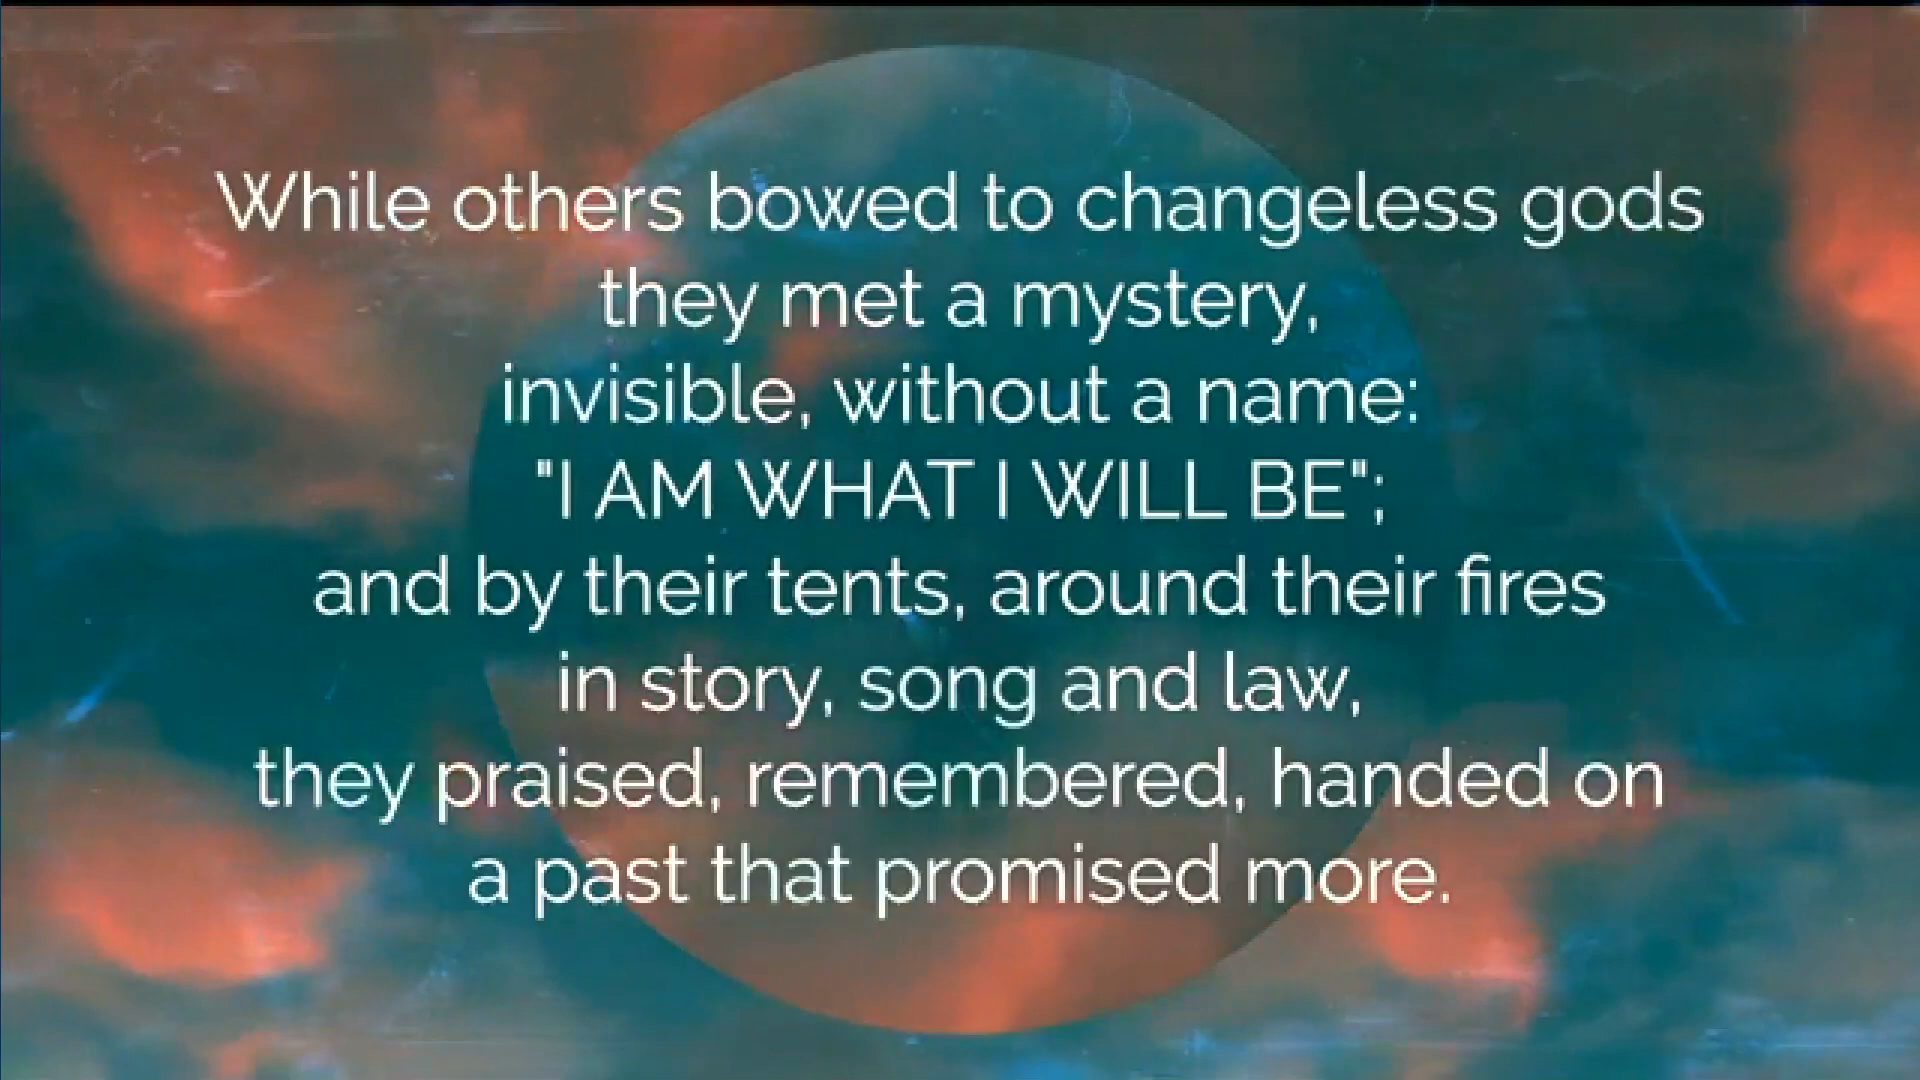 While others bowed to changeless gods
they met a mystery,
invisible, without a name:
"I AM WHAT I WILL BE";
and by their tents, around their fires
in story, song and law,
they praised, remembered, handed on
a past that promised more.